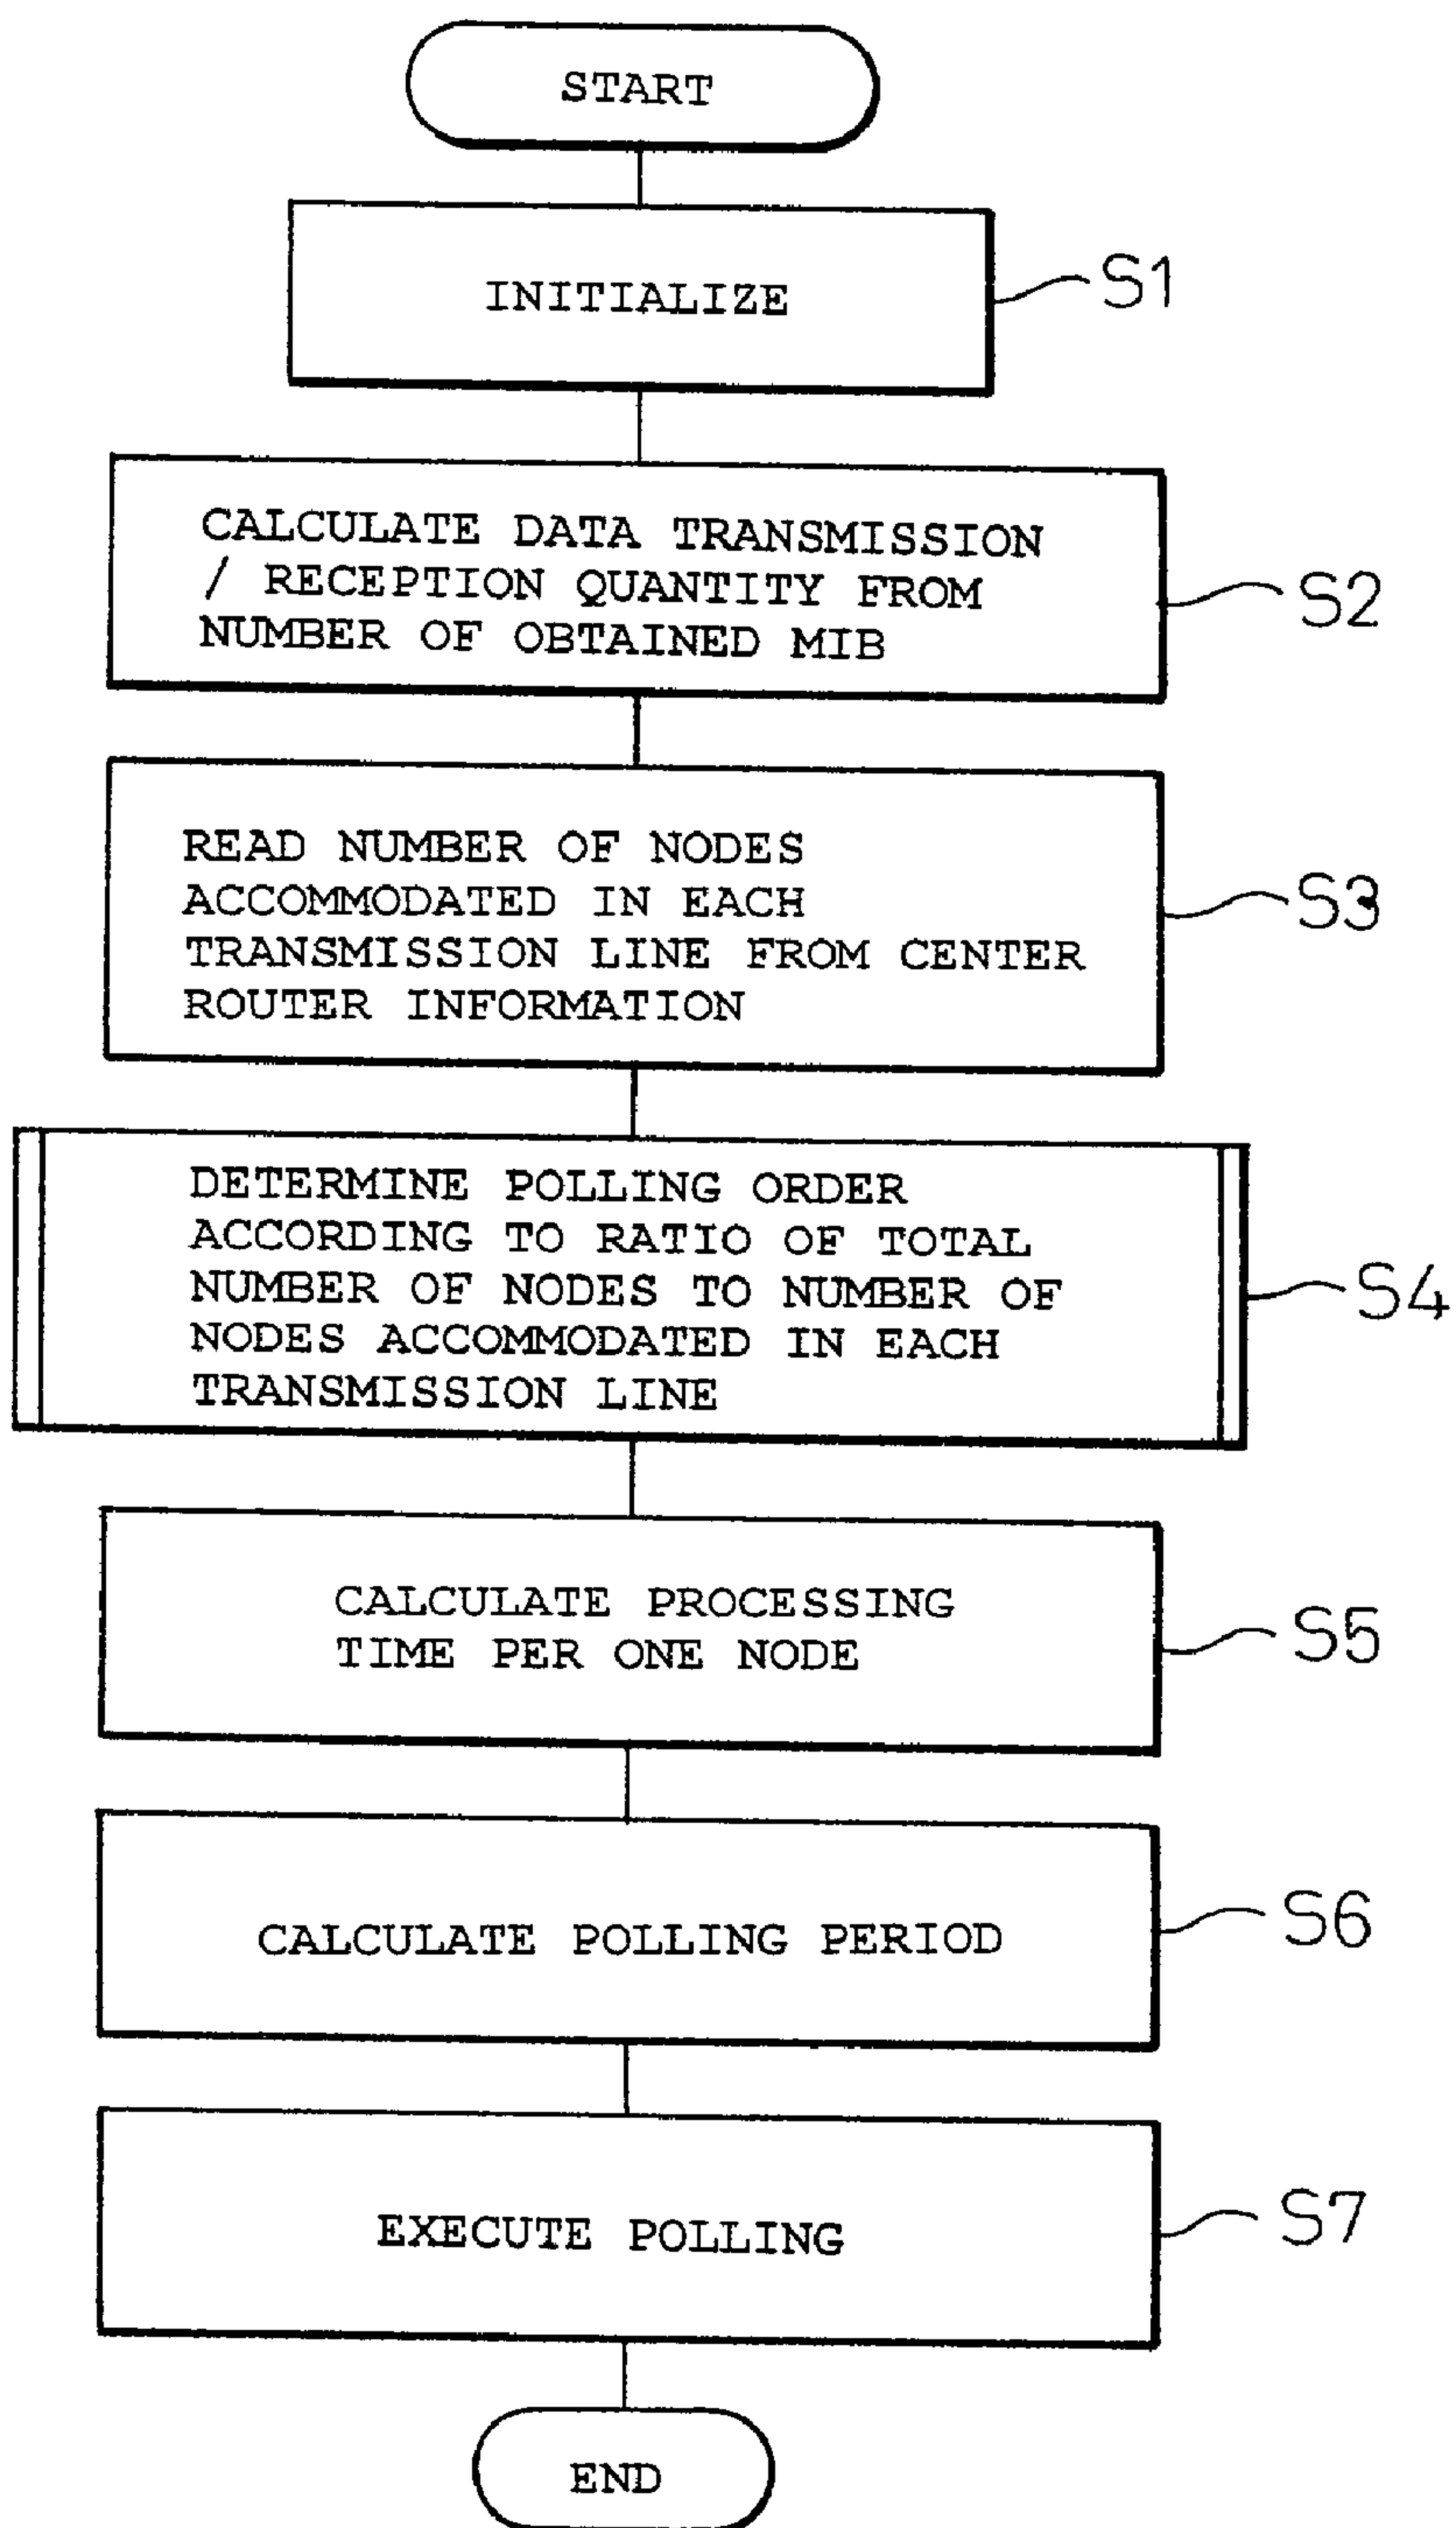 START
INITIALIZE
S1
CALCULATE DATA TRANSMISSION
/ RECEPTION QUANTITY FROM
NUMBER OF OBTAINED MIB
S2
READ NUMBER OF NODES
ACCOMMODATED IN EACH
TRANSMISSION LINE FROM CENTER
ROUTER INFORMATION
S3
DETERMINE POLLING ORDER
ACCORDING TO RATIO OF TOTAL
NUMBER OF NODES TO NUMBER OF
NODES ACCOMMODATED IN EACH
TRANSMISSION LINE
S4
CALCULATE PROCESSING
TIME PER ONE NODE
S5
CALCULATE POLLING PERIOD
S6
EXECUTE POLLING
S7
END